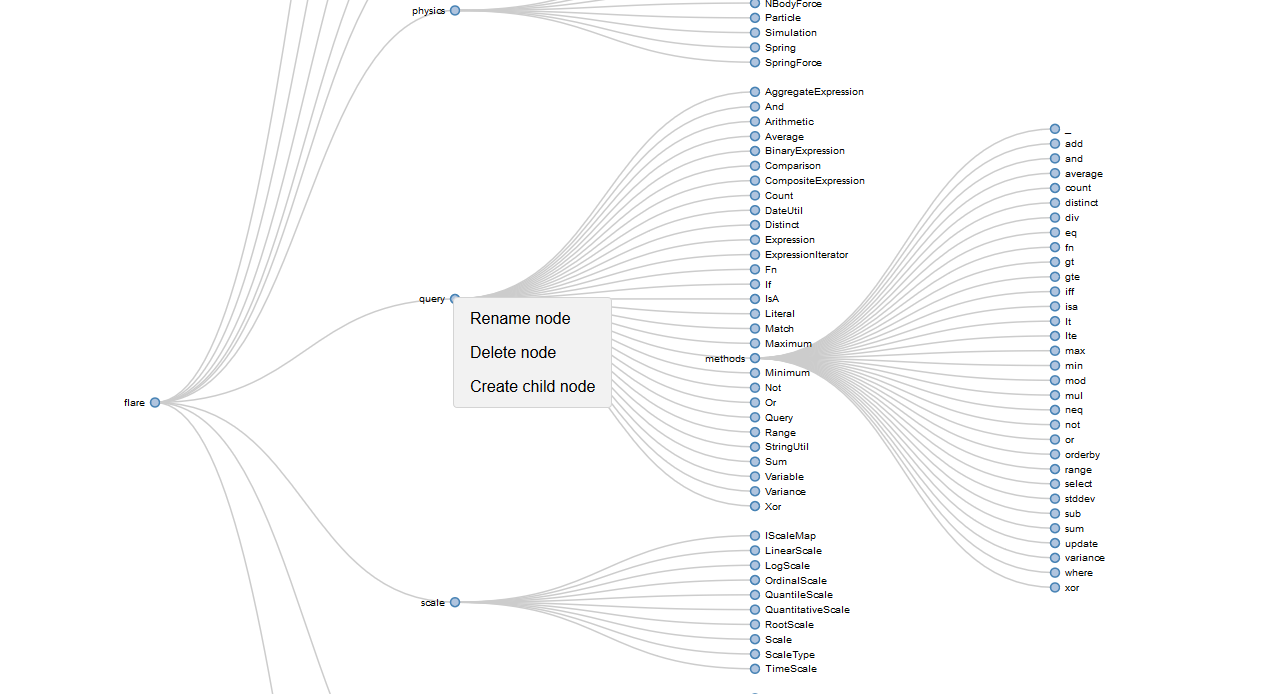 physics
NBodyForce
Particle
Simulation
Spring
SpringForce
AggregateExpression
And
Arithmetic
Average
BinaryExpression
Comparison
CompositeExpression
Count
DateUtil
Distinct
Expression
ExpressionIterator
Fn
If
query
IsA
Literal
Match
Maximum
methods
Minimum
Not
Or
Query
Range
StringUtil
Sum
Variable
Variance
Xor
Rename node
Delete node
Create child node
flare
_
add
and
average
count
distinct
div
eq
fn
gt
gte
iff
isa
lt
lte
max
min
mod
mul
neq
not
or
orderby
range
select
stddev
sub
sum
update
variance
where
xor
scale
IScaleMap
LinearScale
LogScale
OrdinalScale
QuantileScale
QuantitativeScale
RootScale
Scale
ScaleType
TimeScale